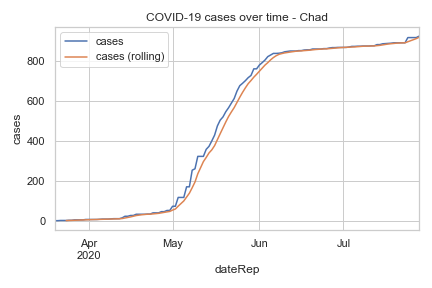 COVID-19 cases over time - Chad
cases
cases (rolling)
800
600
400
200
0
cases
Apr
2020
May
Jun
Jul
dateRep